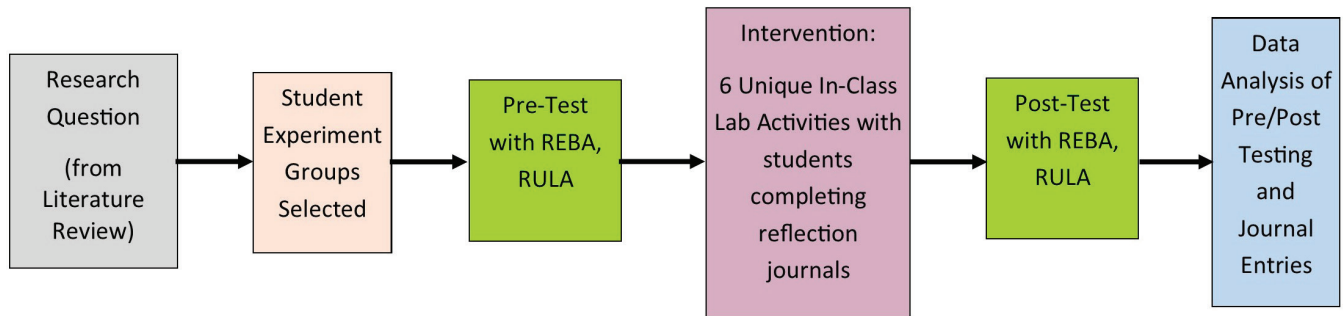 Research
Question
(from
Literature
Review)
Student
Experiment
Groups
Selected
Pre-Test
with REBA,
RULA
Intervention:
6 Unique In-Class
Lab Activities with
students
completing
reflection
journals
Post-Test
with REBA,
RULA
Data
Analysis of
Pre/Post
Testing
and
Journal
Entries